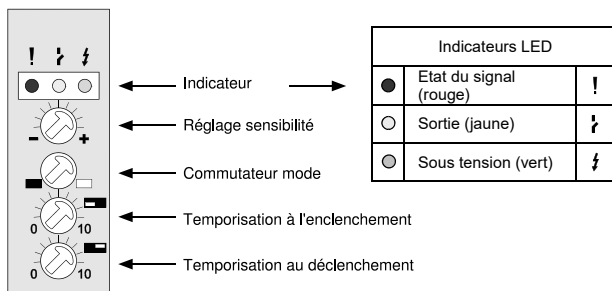 !
Indicateur
Indicateurs LED
Etat du signal
(rouge) !
Sortie (jaune)
Sous tension (vert)
Réglage sensibilité
- +
Commutateur mode
Temporisation à l'enclenchement
0 10
Temporisation au déclenchement
0 10